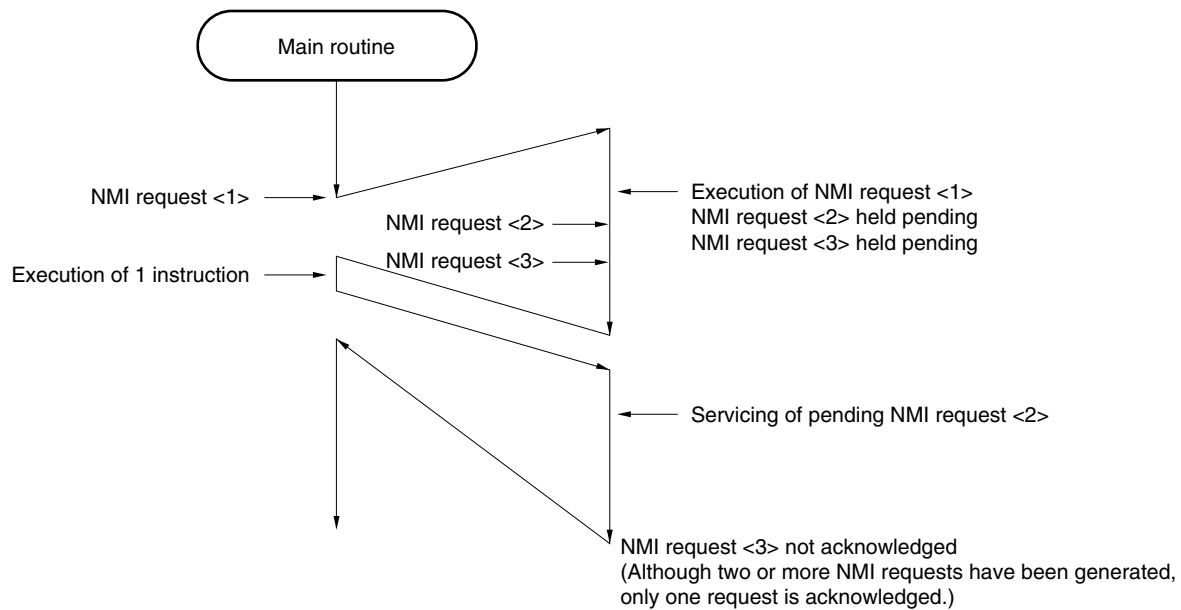 Main routine
NMI request <1>
Execution of NMI request <1>
NMI request <2> held pending
NMI request <3> held pending
NMI request <2>
NMI request <3>
Execution of 1 instruction
Servicing of pending NMI request <2>
NMI request <3> not acknowledged
(Although two or more NMI requests have been generated,
only one request is acknowledged.)